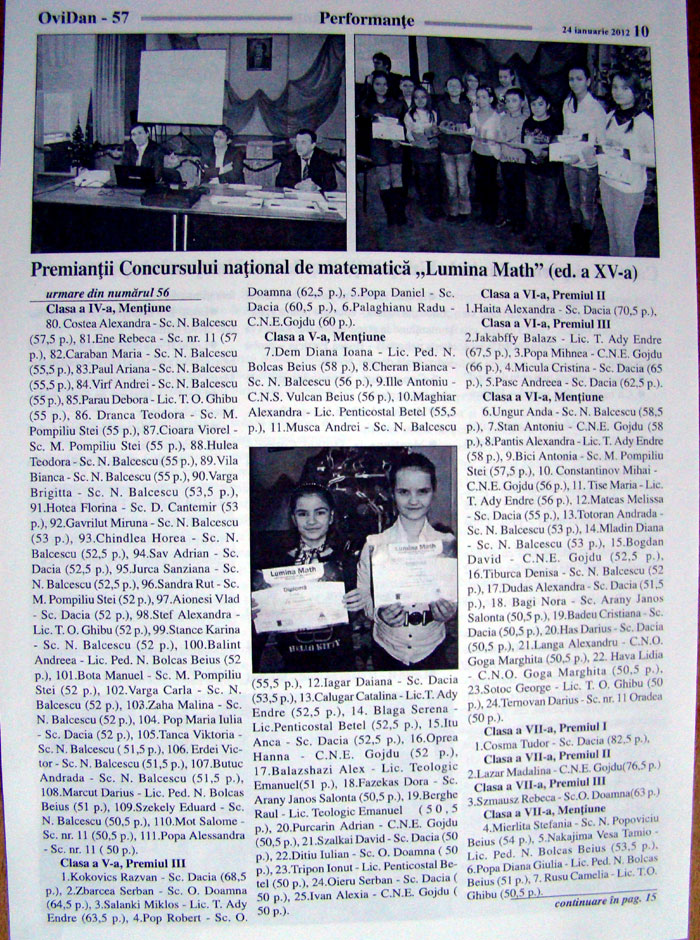 OviDan - 57
Performanţe
24 ianuarie 2012 10
Premianţii Concursului naţional de matematică „Lumina Math” (ed. a XV-a)
urmare din numărul 56
Clasa a IV-a, Menţiune
80. Costea Alexandra - Sc. N. Balcescu
(57,5 p.), 81.Ene Rebeca - Sc. nr. 11 (57
p.), 82.Caraban Maria - Sc. N. Balcescu
(55,5 p.), 83.Paul Ariana - Sc. N. Balcescu
(55,5 p.), 84.Virf Andrei - Sc. N. Balcescu
(55 p.), 85.Parau Debora - Lic. T. O. Ghibu
(55 p.), 86. Dranca Teodora - Sc. M.
Pompiliu Stei (55 p.), 87.Cioara Viorel -
Sc. M. Pompiliu Stei (55 p.), 88.Hulea
Teodora - Sc. N. Balcescu (55 p.), 89.Vila
Bianca - Sc. N. Balcescu (55 p.), 90.Varga
Brigitta - Sc. N. Balcescu (53,5 p.),
91.Hotea Florina - Sc. D. Cantemir (53
p.), 92.Gavrilut Miruna - Sc. N. Balcescu
(53 p.), 93.Chindlea Horea - Sc. N.
Balcescu (52,5 p.), 94.Sav Adrian - Sc.
Dacia (52,5 p.), 95.Jurca Sanziana - Sc.
N. Balcescu (52,5 p.), 96.Sandra Rut - Sc.
M. Pompiliu Stei (52 p.), 97.Aionesi Vlad
- Sc. Dacia (52 p.), 98.Stef Alexandra -
Lic. T. O. Ghibu (52 p.), 99.Stance Karina
- Sc. N. Balcescu (52 p.), 100.Balint
Andreea - Lic. Ped. N. Bolcas Beius (52
p.), 101.Bota Manuel - Sc. M. Pompiliu
Stei (52 p.), 102.Varga Carla - Sc. N.
Balcescu (52 p.), 103.Zaha Malina - Sc.
N. Balcescu (52 p.), 104. Pop Maria Iulia
- Sc. Dacia (52 p.), 105.Tanca Viktoria -
Sc. N. Balcescu ( 51,5 p.), 106. Erdei Vic-
tor - Sc. N. Balcescu (51,5 p.), 107.Butuc
Andrada - Sc. N. Balcescu (51,5 p.),
108.Marcut Darius - Lic. Ped. N. Bolcas
Beius (51 p.), 109.Szekely Eduard - Sc.
N. Balcescu (50,5 p.), 110.Mot Salome -
Sc. nr. 11 (50,5 p.), 111.Popa Alessandra
- Sc. nr. 11 ( 50 p.).
Clasa a V-a, Premiul III
1.Kokovics Razvan - Sc. Dacia (68,5
p.), 2.Zbarcea Serban - Sc. O. Doamna
(64,5 p.), 3.Salanki Miklos - Lic. T. Ady
Endre (63,5 p.), 4.Pop Robert - Sc. O.
Doamna (62,5 p.), 5.Popa Daniel - Sc.
Dacia (60,5 p.), 6.Palaghianu Radu -
C.N.E.Gojdu (60 p.).
Clasa a V-a, Menţiune
7.Dem Diana Ioana - Lic. Ped. N.
Bolcas Beius (58 p.), 8.Cheran Bianca -
Sc. N. Balcescu (56 p.), 9.Ille Antoniu -
C.N.S. Vulcan Beius (56 p.), 10.Maghiar
Alexandra - Lic. Penticostal Betel (55,5
p.), 11.Musca Andrei - Sc. N. Balcescu
Lumina Math
Diplomă
Lumina Math
HELLO KITTY
(55,5 p.), 12.Iagar Daiana - Sc. Dacia
(53,5 p.), 13.Calugar Catalina - Lic.T. Ady
Endre (52,5 p.), 14. Blaga Serena -
Lic.Penticostal Betel (52,5 p.), 15.Itu
Anca - Sc. Dacia (52,5 p.), 16.Oprea
Hanna - C.N.E. Gojdu (52 p.),
17.Balazshazi Alex - Lic. Teologic
Emanuel(51 p.), 18.Fazekas Dora - Sc.
Arany Janos Salonta (50,5 p.), 19.Berghe
Raul - Lic. Teologic Emanuel (50,5
p.), 20.Purcarin Adrian - C.N.E. Gojdu
(50,5 p.), 21.Szalkai David - Sc. Dacia (50
p.), 22.Ditiu Iulian - Sc. O. Doamna ( 50
p.), 23.Tripon Ionut - Lic. Penticostal Be-
tel (50 p.), 24.Oieru Serban - Sc. Dacia (
50 p.), 25.Ivan Alexia - C.N.E. Gojdu (
50 p.).
Clasa a VI-a, Premiul II
1.Haita Alexandra - Sc. Dacia (70,5 p.).
Clasa a VI-a, Premiul III
2.Jakabffy Balazs - Lic. T. Ady Endre
(67,5 p.), 3.Popa Mihnea - C.N.E. Gojdu
(66 p.), 4.Micula Cristina - Sc. Dacia (65
p.), 5.Pasc Andreea - Sc. Dacia (62,5 p.).
Clasa a VI-a, Menţiune
6.Ungur Anda - Sc. N. Balcescu (58,5
p.), 7.Stan Antoniu - C.N.E. Gojdu (58
p.), 8.Pantis Alexandra - Lic. T. Ady Endre
(58 p.), 9.Bici Antonia - Sc. M. Pompiliu
Stei (57,5 p.), 10. Constantinov Mihai -
C.N.E. Gojdu (56 p.), 11. Tise Maria - Lic.
T. Ady Endre (56 p.), 12.Mateas Melissa
- Sc. Dacia (55 p.), 13.Totoran Andrada -
Sc. N. Balcescu (53 p.), 14.Mladin Diana
- Sc. N. Balcescu (53 p.), 15.Bogdan
David - C.N.E. Gojdu (52,5 p.),
16.Tiburca Denisa - Sc. N. Balcescu (52
p.), 17.Dudas Alexandra - Sc. Dacia (51,5
p.), 18. Bagi Nora - Sc. Arany Janos
Salonta (50,5 p.), 19.Badeu Cristiana - Sc.
Dacia (50,5 p.), 20.Has Darius - Sc. Dacia
(50,5 p.), 21.Langa Alexandru - C.N.O.
Goga Marghita (50,5 p.), 22. Hava Lidia
- C.N.O. Goga Marghita (50,5 p.),
23.Sotoc George - Lic. T. O. Ghibu (50
p.), 24.Ternovan Darius - Sc. nr. 11 Oradea
(50 p.).
Clasa a VII-a, Premiul I
1.Cosma Tudor - Sc. Dacia (82,5 p.).
Clasa a VII-a, Premiul II
2.Lazar Madalina - C.N.E. Gojdu(76,5 p.)
Clasa a VII-a, Premiul III
3.Szmausz Rebeca - Sc.O. Doamna(63 p.)
Clasa a VII-a, Menţiune
4.Mierlita Stefania - Sc. N. Popoviciu
Beius (54 p.), 5.Nakajima Vesa Tamio -
Lic. Ped. N. Bolcas Beius (53,5 p.),
6.Popa Diana Giulia - Lic. Ped. N. Bolcas
Beius (51 p.), 7. Rusu Camelia - Lic. T.O.
Ghibu (50,5 p.).
continuare în pag. 15